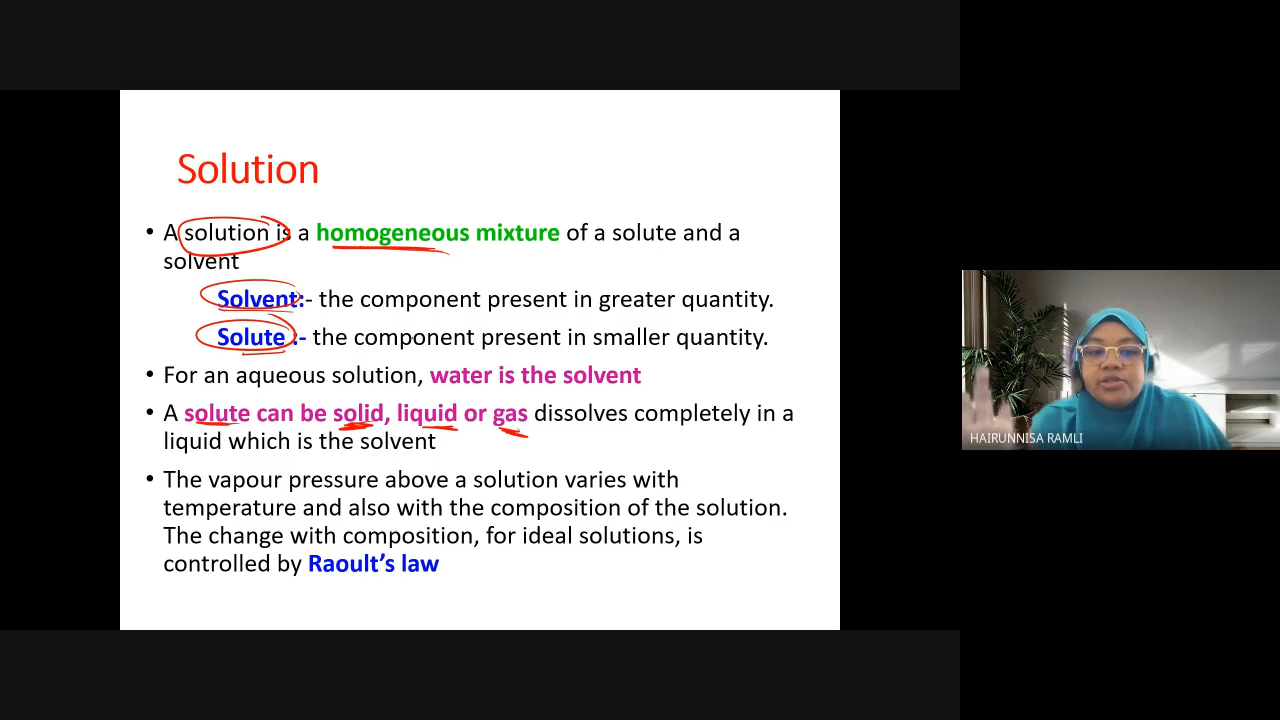 Solution
• A solution is a homogeneous mixture of a solute and a
solvent
Solvent:- the component present in greater quantity.
Solute :- the component present in smaller quantity.
• For an aqueous solution, water is the solvent
• A solute can be solid, liquid or gas dissolves completely in a
liquid which is the solvent
• The vapour pressure above a solution varies with
temperature and also with the composition of the solution.
The change with composition, for ideal solutions, is
controlled by Raoult’s law
HAIRUNNISA RAMLI